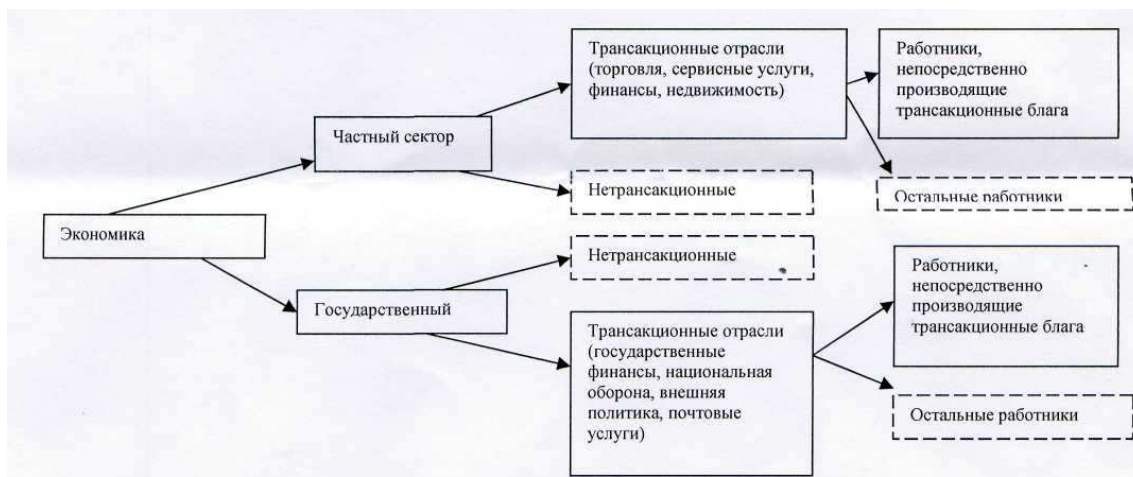 Трансакционные отрасли
(торговля, сервисные услуги,
финансы, недвижимость)
Работники,
непосредственно
производящие
трансакционные блага
Частный сектор
Нетрансакционные
Остальные работники
Экономика
Нетрансакционные
Государственный
Работники,
непосредственно
производящие
трансакционные блага
Трансакционные отрасли
(государственные
финансы, национальная
оборона, внешняя
политика, почтовые
услуги)
Остальные работники